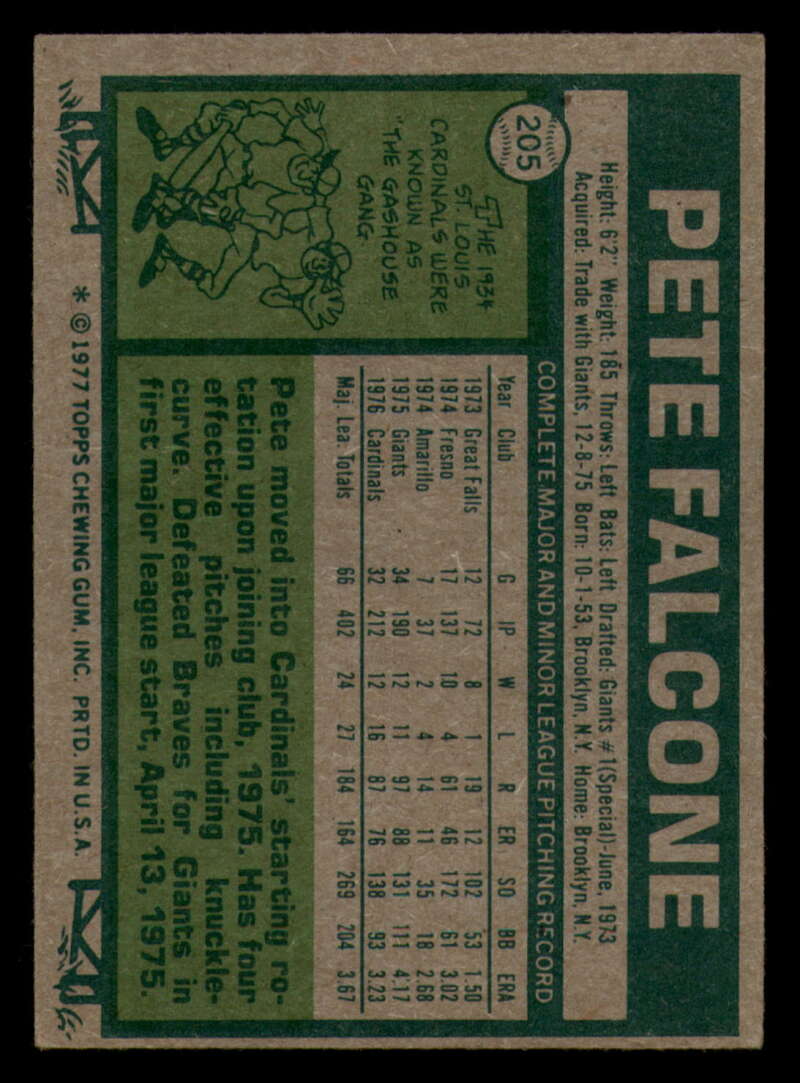 PETE FALCONE
205
Height: 6'2" Weight: 185 Throws: Left Bats: Left Drafted: Giants #1(Special)-June, 1973
Acquired: Trade with Giants, 12-8-75 Born: 10-1-53, Brooklyn, N.Y. Home: Brooklyn, N.Y.
THE 1934
ST. LOUIS
CARDINALS WERE
KNOWN AS
"THE GASHOUSE
GANG
COMPLETE MAJOR AND MINOR LEAGUE PITCHING RECORD
Year Club G IP W L R ER SO BB ERA
1973 Great Falls 12 72 8 1 19 12 102 53 1.50
1974 Fresno 17 137 10 4 61 46 172 61 3.02
1974 Amarillo 7 37 2 4 14 11 35 18 2.68
1975 Giants 34 190 12 11 97 88 131 111 4.17
1976 Cardinals 32 212 12 16 87 76 138 93 3.23
Maj. Lea. Totals 66 402 24 27 184 164 269 204 3.67
Pete moved into Cardinals' starting ro-
tation upon joining club, 1975. Has four
effective pitches including knuckle-
curve. Defeated Braves for Giants in
first major league start, April 13, 1975.
* © 1977 TOPPS CHEWING GUM, INC. PRTD. IN U.S.A.